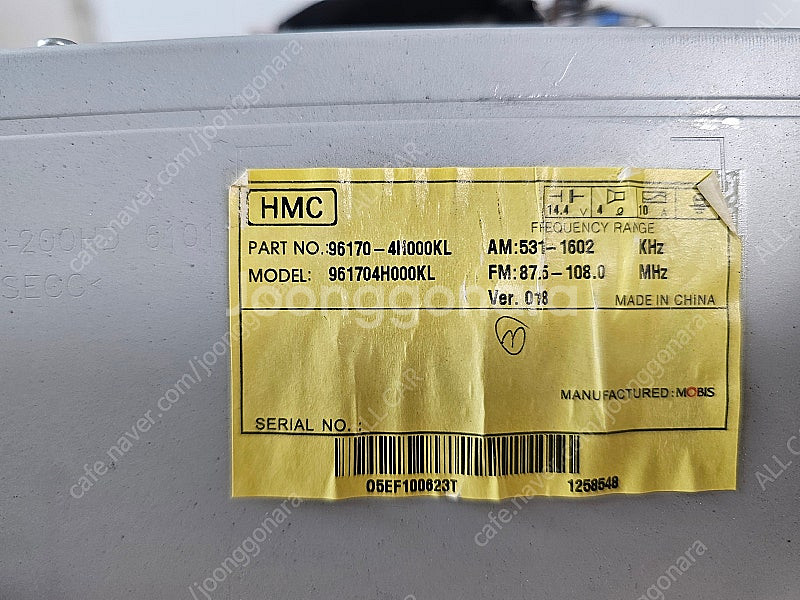 HMC
14.4 V 4 Ω 10 A
FREQUENCY RANGE
PART NO.:96170-4H000KL AM:531-1602 KHz
MODEL: 961704H000KL FM:87.5-108.0 MHz
Ver. 018 MADE IN CHINA
MANUFACTURED:MOBIS
SERIAL NO. :
05EF100623T 1258548
Joonggonara
cafe.naver.com/joonggonara
ALL CAR